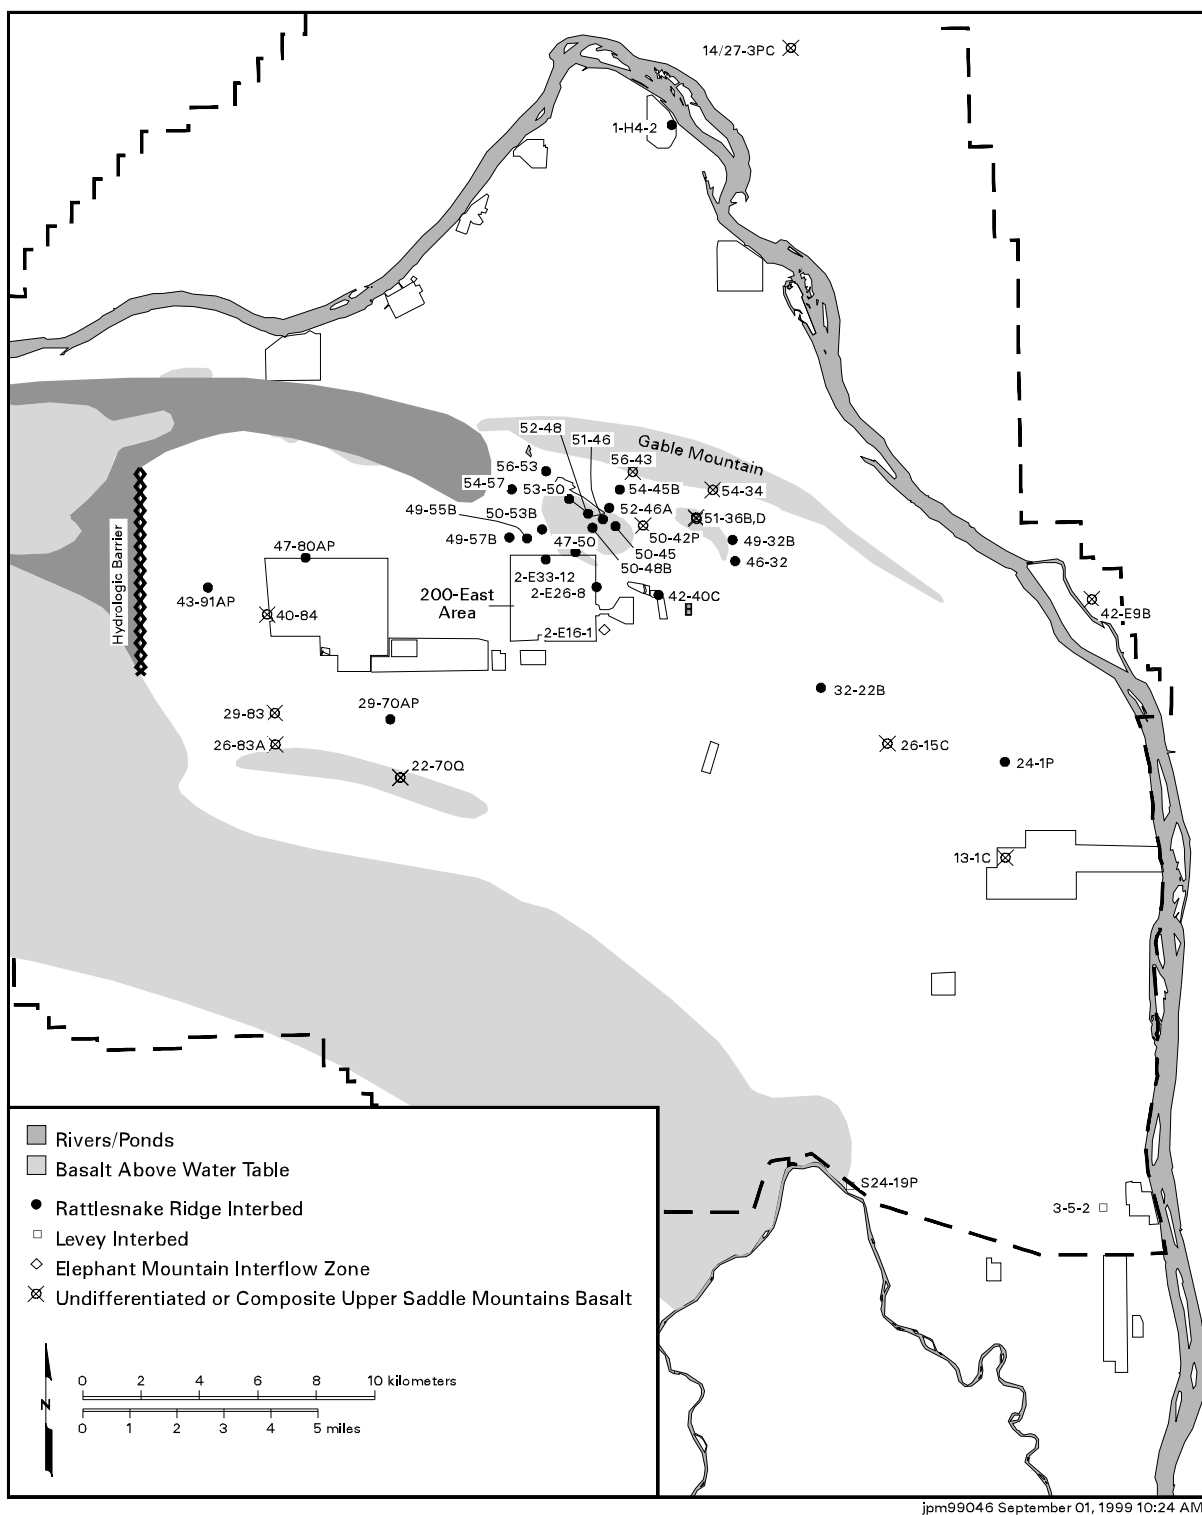 14/27-3PC
1-H4-2
52-48
51-46
Gable Mountain
56-43
56-53
54-57
53-50
54-45B
54-34
49-55B
50-53B
52-46A
51-36B,D
49-57B
47-50
50-42P
49-32B
50-45
46-32
50-48B
47-80AP
2-E33-12
2-E26-8
42-40C
43-91AP
200-East
Area
40-84
42-E9B
2-E16-1
Hydrologic Barrier
32-22B
29-70AP
29-83
26-83A
26-15C
22-70Q
24-1P
13-1C
S24-19P
3-5-2
Rivers/Ponds
Basalt Above Water Table
Rattlesnake Ridge Interbed
Levey Interbed
Elephant Mountain Interflow Zone
Undifferentiated or Composite Upper Saddle Mountains Basalt
N
0 2 4 6 8 10 kilometers
0 1 2 3 4 5 miles
jpm99046 September 01, 1999 10:24 AM